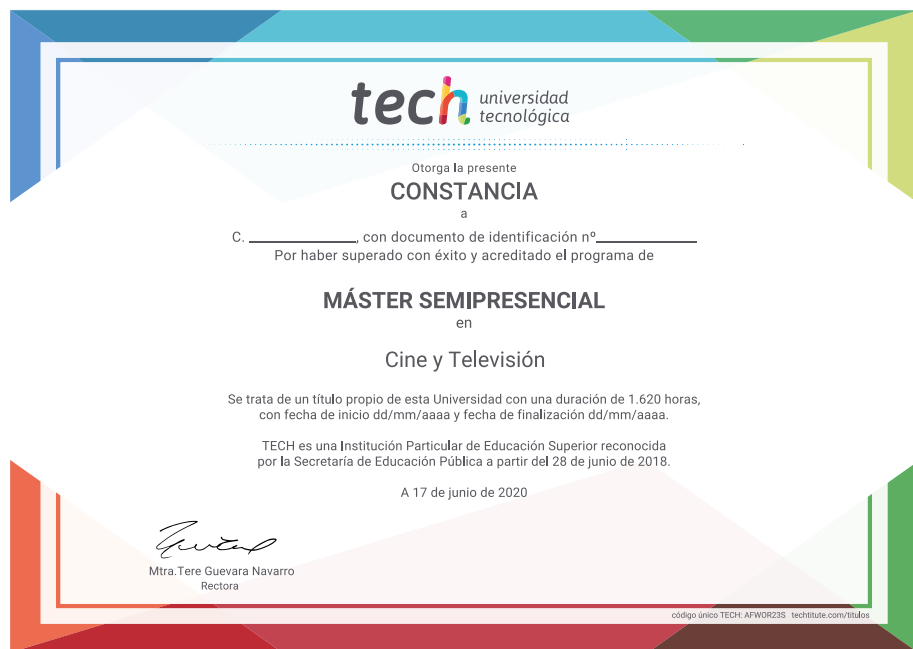 tech universidad
tecnológica
Otorga la presente
CONSTANCIA
a
C. ____________, con documento de identificación nº____________
Por haber superado con éxito y acreditado el programa de
MÁSTER SEMIPRESENCIAL
en
Cine y Televisión
Se trata de un título propio de esta Universidad con una duración de 1.620 horas,
con fecha de inicio dd/mm/aaaa y fecha de finalización dd/mm/aaaa.
TECH es una Institución Particular de Educación Superior reconocida
por la Secretaría de Educación Pública a partir del 28 de junio de 2018.
A 17 de junio de 2020
Mtra.Tere Guevara Navarro
Rectora
código único TECH: AFWOR23S techtitute.com/titulos